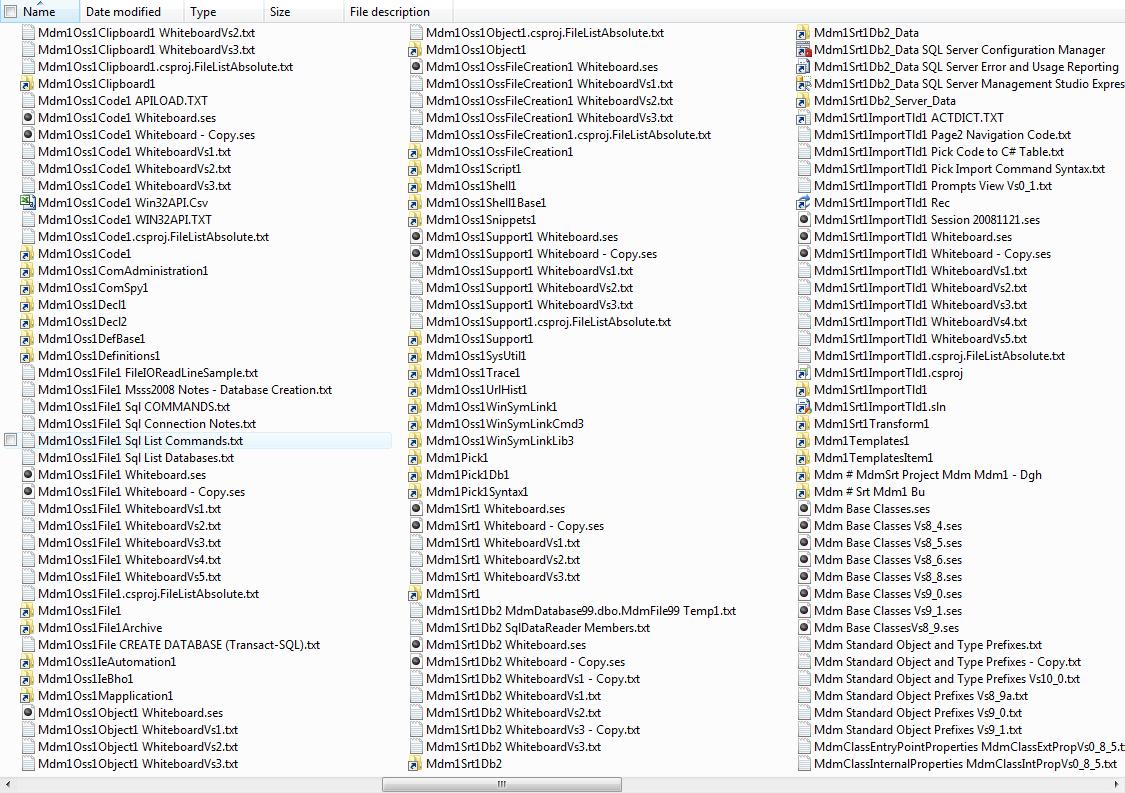 Name
Date modified
Type
Size
File description
Mdm1Oss1Clipboard1 WhiteboardVs2.txt
Mdm1Oss1Clipboard1 WhiteboardVs3.txt
Mdm1Oss1Clipboard1.csproj.FileListAbsolute.txt
Mdm1Oss1Clipboard1
Mdm1Oss1Code1 APILOAD.TXT
Mdm1Oss1Code1 Whiteboard.ses
Mdm1Oss1Code1 Whiteboard - Copy.ses
Mdm1Oss1Code1 WhiteboardVs1.txt
Mdm1Oss1Code1 WhiteboardVs2.txt
Mdm1Oss1Code1 WhiteboardVs3.txt
Mdm1Oss1Code1 Win32API.Csv
Mdm1Oss1Code1 WIN32API.TXT
Mdm1Oss1Code1.csproj.FileListAbsolute.txt
Mdm1Oss1Code1
Mdm1Oss1ComAdministration1
Mdm1Oss1ComSpy1
Mdm1Oss1Decl1
Mdm1Oss1Decl2
Mdm1Oss1DefBase1
Mdm1Oss1Definitions1
Mdm1Oss1File1 FileIOReadLineSample.txt
Mdm1Oss1File1 Msss2008 Notes - Database Creation.txt
Mdm1Oss1File1 Sql COMMANDS.txt
Mdm1Oss1File1 Sql Connection Notes.txt
Mdm1Oss1File1 Sql List Commands.txt
Mdm1Oss1File1 Sql List Databases.txt
Mdm1Oss1File1 Whiteboard.ses
Mdm1Oss1File1 Whiteboard - Copy.ses
Mdm1Oss1File1 WhiteboardVs1.txt
Mdm1Oss1File1 WhiteboardVs2.txt
Mdm1Oss1File1 WhiteboardVs3.txt
Mdm1Oss1File1 WhiteboardVs4.txt
Mdm1Oss1File1 WhiteboardVs5.txt
Mdm1Oss1File1.csproj.FileListAbsolute.txt
Mdm1Oss1File1
Mdm1Oss1File1Archive
Mdm1Oss1File CREATE DATABASE (Transact-SQL).txt
Mdm1Oss1IeAutomation1
Mdm1Oss1IeBho1
Mdm1Oss1Mapplication1
Mdm1Oss1Object1 Whiteboard.ses
Mdm1Oss1Object1 WhiteboardVs1.txt
Mdm1Oss1Object1 WhiteboardVs2.txt
Mdm1Oss1Object1 WhiteboardVs3.txt
Mdm1Oss1Object1.csproj.FileListAbsolute.txt
Mdm1Oss1Object1
Mdm1Oss1OssFileCreation1 Whiteboard.ses
Mdm1Oss1OssFileCreation1 WhiteboardVs1.txt
Mdm1Oss1OssFileCreation1 WhiteboardVs2.txt
Mdm1Oss1OssFileCreation1 WhiteboardVs3.txt
Mdm1Oss1OssFileCreation1.csproj.FileListAbsolute.txt
Mdm1Oss1OssFileCreation1
Mdm1Oss1Script1
Mdm1Oss1Shell1
Mdm1Oss1Shell1Base1
Mdm1Oss1Snippets1
Mdm1Oss1Support1 Whiteboard.ses
Mdm1Oss1Support1 Whiteboard - Copy.ses
Mdm1Oss1Support1 WhiteboardVs1.txt
Mdm1Oss1Support1 WhiteboardVs2.txt
Mdm1Oss1Support1 WhiteboardVs3.txt
Mdm1Oss1Support1.csproj.FileListAbsolute.txt
Mdm1Oss1Support1
Mdm1Oss1SysUtil1
Mdm1Oss1Trace1
Mdm1Oss1UrlHist1
Mdm1Oss1WinSymLink1
Mdm1Oss1WinSymLinkCmd3
Mdm1Oss1WinSymLinkLib3
Mdm1Pick1
Mdm1Pick1Db1
Mdm1Pick1Syntax1
Mdm1Srt1 Whiteboard.ses
Mdm1Srt1 Whiteboard - Copy.ses
Mdm1Srt1 WhiteboardVs1.txt
Mdm1Srt1 WhiteboardVs2.txt
Mdm1Srt1 WhiteboardVs3.txt
Mdm1Srt1
Mdm1Srt1Db2 MdmDatabase99.dbo.MdmFile99 Temp1.txt
Mdm1Srt1Db2 SqlDataReader Members.txt
Mdm1Srt1Db2 Whiteboard.ses
Mdm1Srt1Db2 Whiteboard - Copy.ses
Mdm1Srt1Db2 WhiteboardVs1 - Copy.txt
Mdm1Srt1Db2 WhiteboardVs1.txt
Mdm1Srt1Db2 WhiteboardVs2.txt
Mdm1Srt1Db2 WhiteboardVs3 - Copy.txt
Mdm1Srt1Db2 WhiteboardVs3.txt
Mdm1Srt1Db2
Mdm1Srt1Db2_Data
Mdm1Srt1Db2_Data SQL Server Configuration Manager
Mdm1Srt1Db2_Data SQL Server Error and Usage Reporting
Mdm1Srt1Db2_Data SQL Server Management Studio Expres
Mdm1Srt1Db2_Server_Data
Mdm1Srt1ImportTld1 ACTDICT.TXT
Mdm1Srt1ImportTld1 Page2 Navigation Code.txt
Mdm1Srt1ImportTld1 Pick Code to C# Table.txt
Mdm1Srt1ImportTld1 Pick Import Command Syntax.txt
Mdm1Srt1ImportTld1 Prompts View Vs0_1.txt
Mdm1Srt1ImportTld1 Rec
Mdm1Srt1ImportTld1 Session 20081121.ses
Mdm1Srt1ImportTld1 Whiteboard.ses
Mdm1Srt1ImportTld1 Whiteboard - Copy.ses
Mdm1Srt1ImportTld1 WhiteboardVs1.txt
Mdm1Srt1ImportTld1 WhiteboardVs2.txt
Mdm1Srt1ImportTld1 WhiteboardVs3.txt
Mdm1Srt1ImportTld1 WhiteboardVs4.txt
Mdm1Srt1ImportTld1 WhiteboardVs5.txt
Mdm1Srt1ImportTld1.csproj.FileListAbsolute.txt
Mdm1Srt1ImportTld1.csproj
Mdm1Srt1ImportTld1
Mdm1Srt1ImportTld1.sln
Mdm1Srt1Transform1
Mdm1Templates1
Mdm1TemplatesItem1
Mdm # MdmSrt Project Mdm Mdm1 - Dgh
Mdm # Srt Mdm1 Bu
Mdm Base Classes.ses
Mdm Base Classes Vs8_4.ses
Mdm Base Classes Vs8_5.ses
Mdm Base Classes Vs8_6.ses
Mdm Base Classes Vs8_8.ses
Mdm Base Classes Vs9_0.ses
Mdm Base Classes Vs9_1.ses
Mdm Base ClassesVs8_9.ses
Mdm Standard Object and Type Prefixes.txt
Mdm Standard Object and Type Prefixes - Copy.txt
Mdm Standard Object and Type Prefixes Vs10_0.txt
Mdm Standard Object Prefixes Vs8_9a.txt
Mdm Standard Object Prefixes Vs9_0.txt
Mdm Standard Object Prefixes Vs9_1.txt
MdmClassEntryPointProperties MdmClassExtPropVs0_8_5.t
MdmClassInternalProperties MdmClassIntPropVs0_8_5.txt